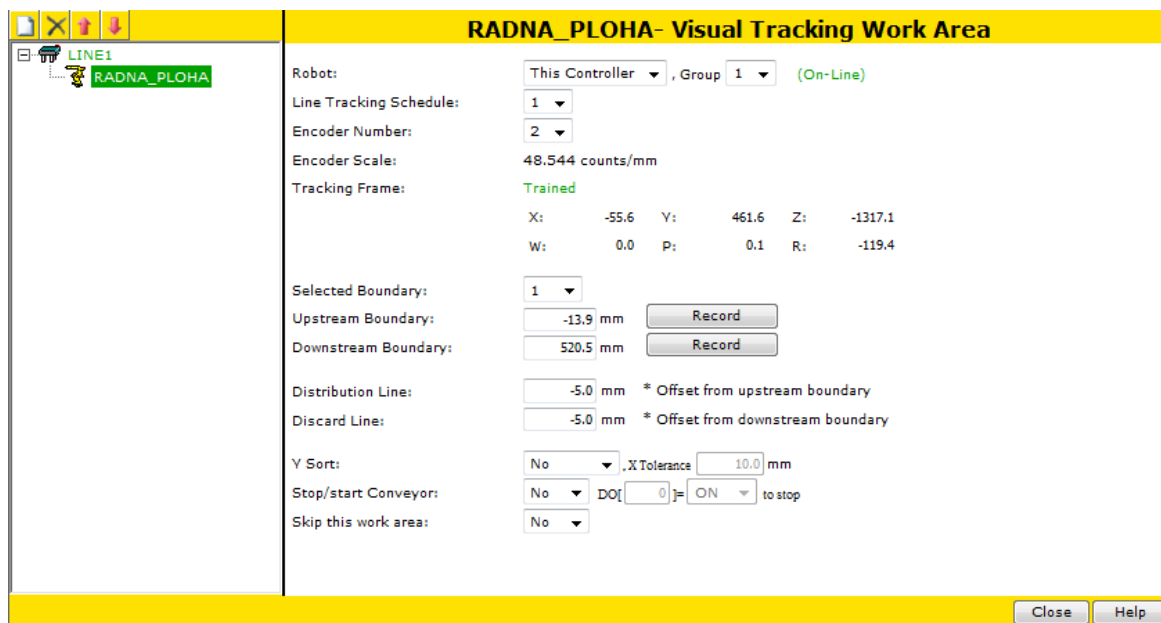 RADNA_PLOHA- Visual Tracking Work Area
LINE1
RADNA_PLOHA
Robot: This Controller , Group 1 (On-Line)
Line Tracking Schedule: 1
Encoder Number: 2
Encoder Scale: 48.544 counts/mm
Tracking Frame: Trained
X: -55.6 Y: 461.6 Z: -1317.1
W: 0.0 P: 0.1 R: -119.4
Selected Boundary: 1
Upstream Boundary: -13.9 mm Record
Downstream Boundary: 520.5 mm Record
Distribution Line: -5.0 mm * Offset from upstream boundary
Discard Line: -5.0 mm * Offset from downstream boundary
Y Sort: No , X Tolerance 10.0 mm
Stop/start Conveyor: No DO[ 0 ]= ON to stop
Skip this work area: No
Close Help